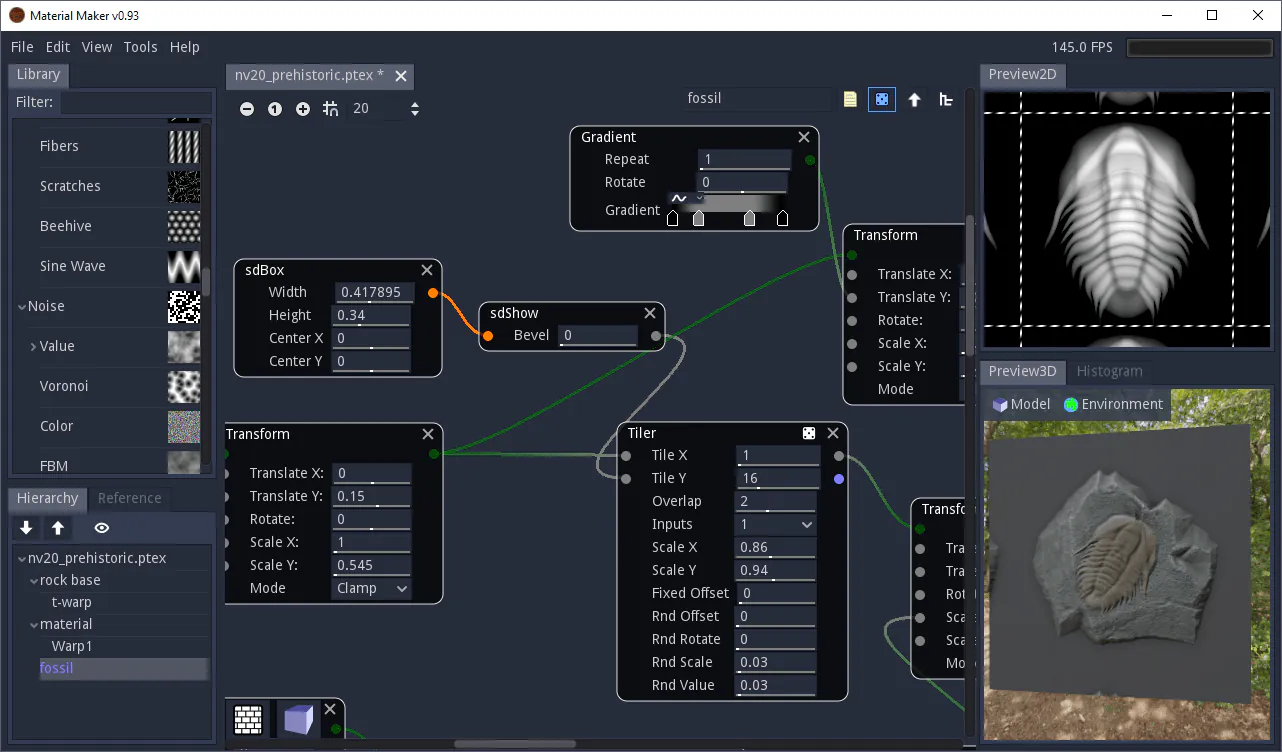 Material Maker v0.93
File Edit View Tools Help
145.0 FPS
Library
Filter:
Fibers
Scratches
Beehive
Sine Wave
Noise
Value
Voronoi
Color
FBM
Hierarchy Reference
nv20_prehistoric.ptex
rock base
t-warp
material
Warp1
fossil
nv20_prehistoric.ptex *
1 20
fossil
Gradient
Repeat 1
Rotate 0
Gradient
sdBox
Width 0.417895
Height 0.34
Center X 0
Center Y 0
sdShow
Bevel 0
Transform
Translate X:
Translate Y:
Rotate:
Scale X:
Scale Y:
Mode
Transform
Translate X: 0
Translate Y: 0.15
Rotate: 0
Scale X: 1
Scale Y: 0.545
Mode Clamp
Tiler
Tile X 1
Tile Y 16
Overlap 2
Inputs 1
Scale X 0.86
Scale Y 0.94
Fixed Offset 0
Rnd Offset 0
Rnd Rotate 0
Rnd Scale 0.03
Rnd Value 0.03
Transfo
Tra
Tra
Rot
Sca
Sca
Mo
Preview2D
Preview3D Histogram
Model Environment